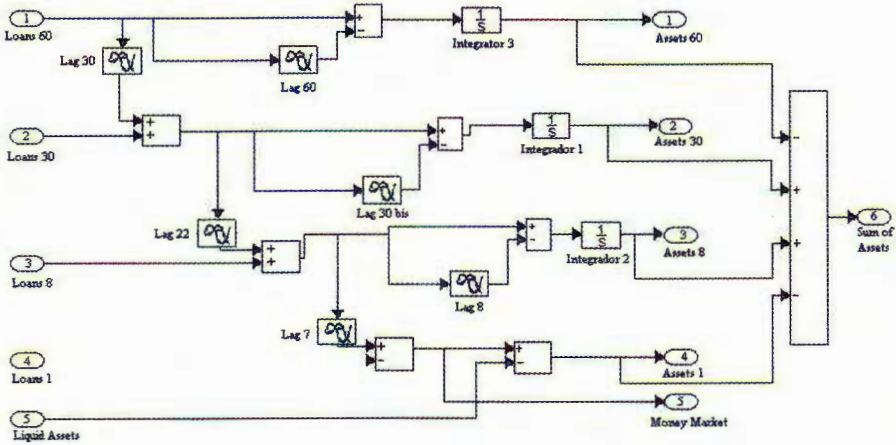 1
Loans 60
Lag 30
Lag 60
+
−
1
S
Integrator 3
1
Assets 60
2
Loans 30
+
+
Lag 30 bis
+
−
1
S
Integrador 1
2
Assets 30
Lag 22
3
Loans 8
+
+
Lag 8
+
−
1
S
Integrador 2
3
Assets 8
−
+
+
−
6
Sum of
Assets
Lag 7
4
Loans 1
+
−
+
−
4
Assets 1
5
Liquid Assets
5
Money Market